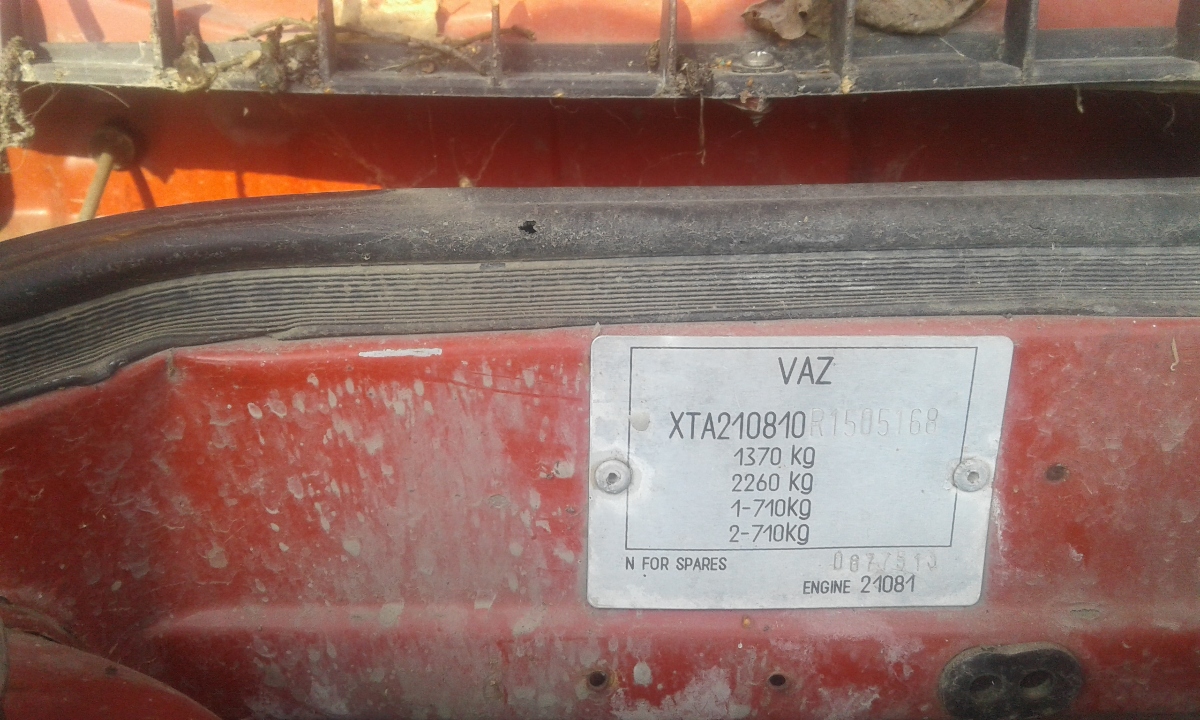 VAZ
XTA210810R1505168
1370 kg
2260 kg
1-710kg
2-710kg
N FOR SPARES
ENGINE 21081